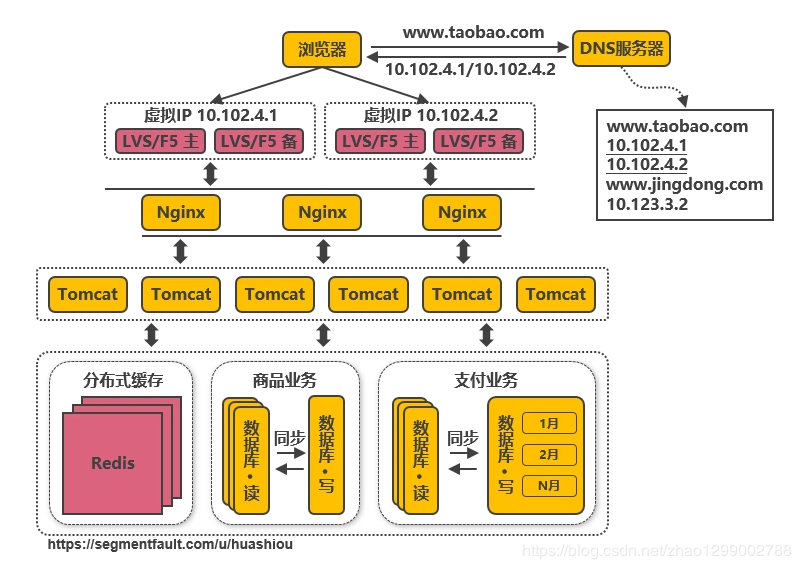 www.taobao.com
浏览器
DNS服务器
10.102.4.1/10.102.4.2
虚拟IP 10.102.4.1
虚拟IP 10.102.4.2
LVS/F5 主
LVS/F5 备
LVS/F5 主
LVS/F5 备
www.taobao.com
10.102.4.1
10.102.4.2
www.jingdong.com
10.123.3.2
Nginx
Nginx
Nginx
Tomcat
Tomcat
Tomcat
Tomcat
Tomcat
Tomcat
分布式缓存
Redis
商品业务
数据库·读
同步
数据库·写
支付业务
数据库·读
同步
数据库·写
1月
2月
N月
https://segmentfault.com/u/huashiou
https://blog.csdn.net/zhao1299002788